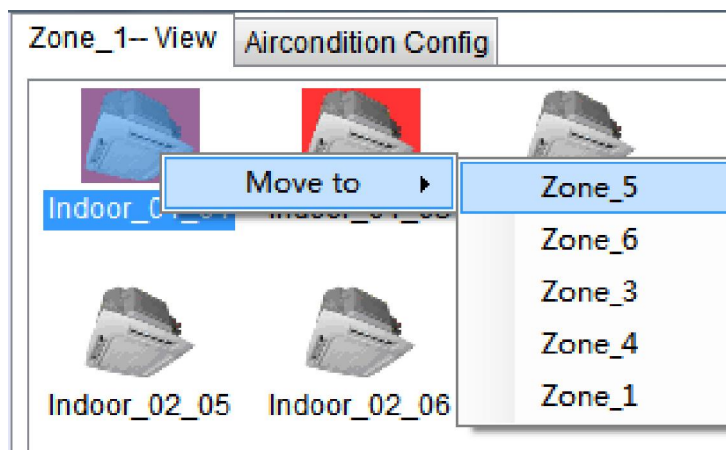 Zone_1-- View
Aircondition Config
Move to
Zone_5
Zone_6
Zone_3
Zone_4
Zone_1
Indoor_02_05
Indoor_02_06